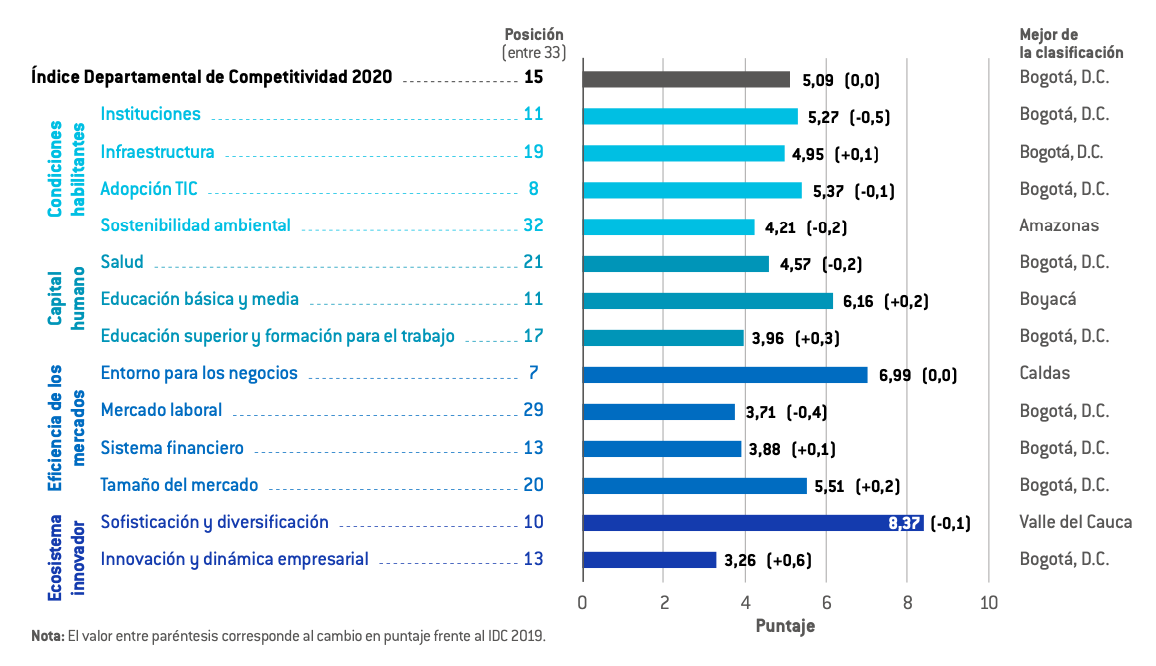 Posición
(entre 33)
Mejor de
la clasificación
Índice Departamental de Competitividad 2020 15 5,09 (0,0) Bogotá, D.C.
Condiciones
habilitantes
Instituciones 11 5,27 (-0,5) Bogotá, D.C.
Infraestructura 19 4,95 (+0,1) Bogotá, D.C.
Adopción TIC 8 5,37 (-0,1) Bogotá, D.C.
Sostenibilidad ambiental 32 4,21 (-0,2) Amazonas
Capital
humano
Salud 21 4,57 (-0,2) Bogotá, D.C.
Educación básica y media 11 6,16 (+0,2) Boyacá
Educación superior y formación para el trabajo 17 3,96 (+0,3) Bogotá, D.C.
Eficiencia de los
mercados
Entorno para los negocios 7 6,99 (0,0) Caldas
Mercado laboral 29 3,71 (-0,4) Bogotá, D.C.
Sistema financiero 13 3,88 (+0,1) Bogotá, D.C.
Tamaño del mercado 20 5,51 (+0,2) Bogotá, D.C.
Ecosistema
innovador
Sofisticación y diversificación 10 8,37 (-0,1) Valle del Cauca
Innovación y dinámica empresarial 13 3,26 (+0,6) Bogotá, D.C.
0 2 4 6 8 10
Puntaje
Nota: El valor entre paréntesis corresponde al cambio en puntaje frente al IDC 2019.